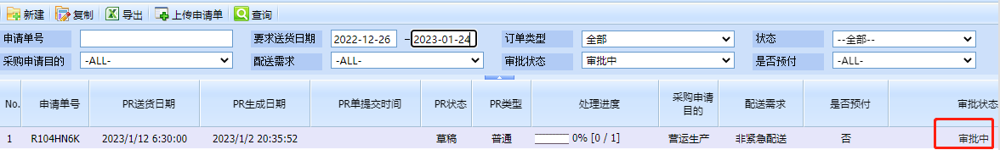 新建 复制 导出 上传申请单 查询
申请单号 要求送货日期 2022-12-26 –2023-01-24 订单类型 全部 状态 --全部--
采购申请目的 -ALL- 配送需求 -ALL- 审批状态 审批中 是否预付 -ALL-
No. 申请单号 PR送货日期 PR生成日期 PR单提交时间 PR状态 PR类型 处理进度 采购申请目的 配送需求 是否预付 审批状态
1 R104HN6K 2023/1/12 6:30:00 2023/1/2 20:35:52 草稿 普通 0% [0 / 1] 营运生产 非紧急配送 否 审批中